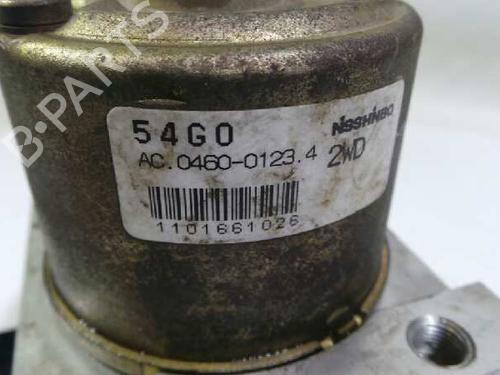 54G0
NISSHINBO
AC.0460-0123.4
2WD
1101661026
B-PARTS